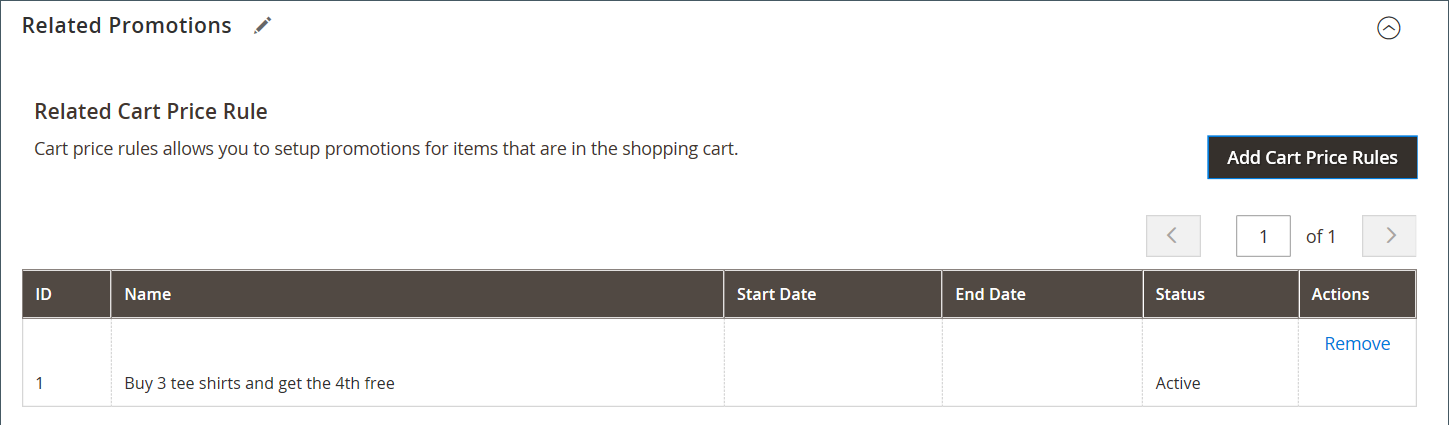 Related Promotions
Related Cart Price Rule
Cart price rules allows you to setup promotions for items that are in the shopping cart.
Add Cart Price Rules
1 of 1
ID Name Start Date End Date Status Actions
Remove
1 Buy 3 tee shirts and get the 4th free Active